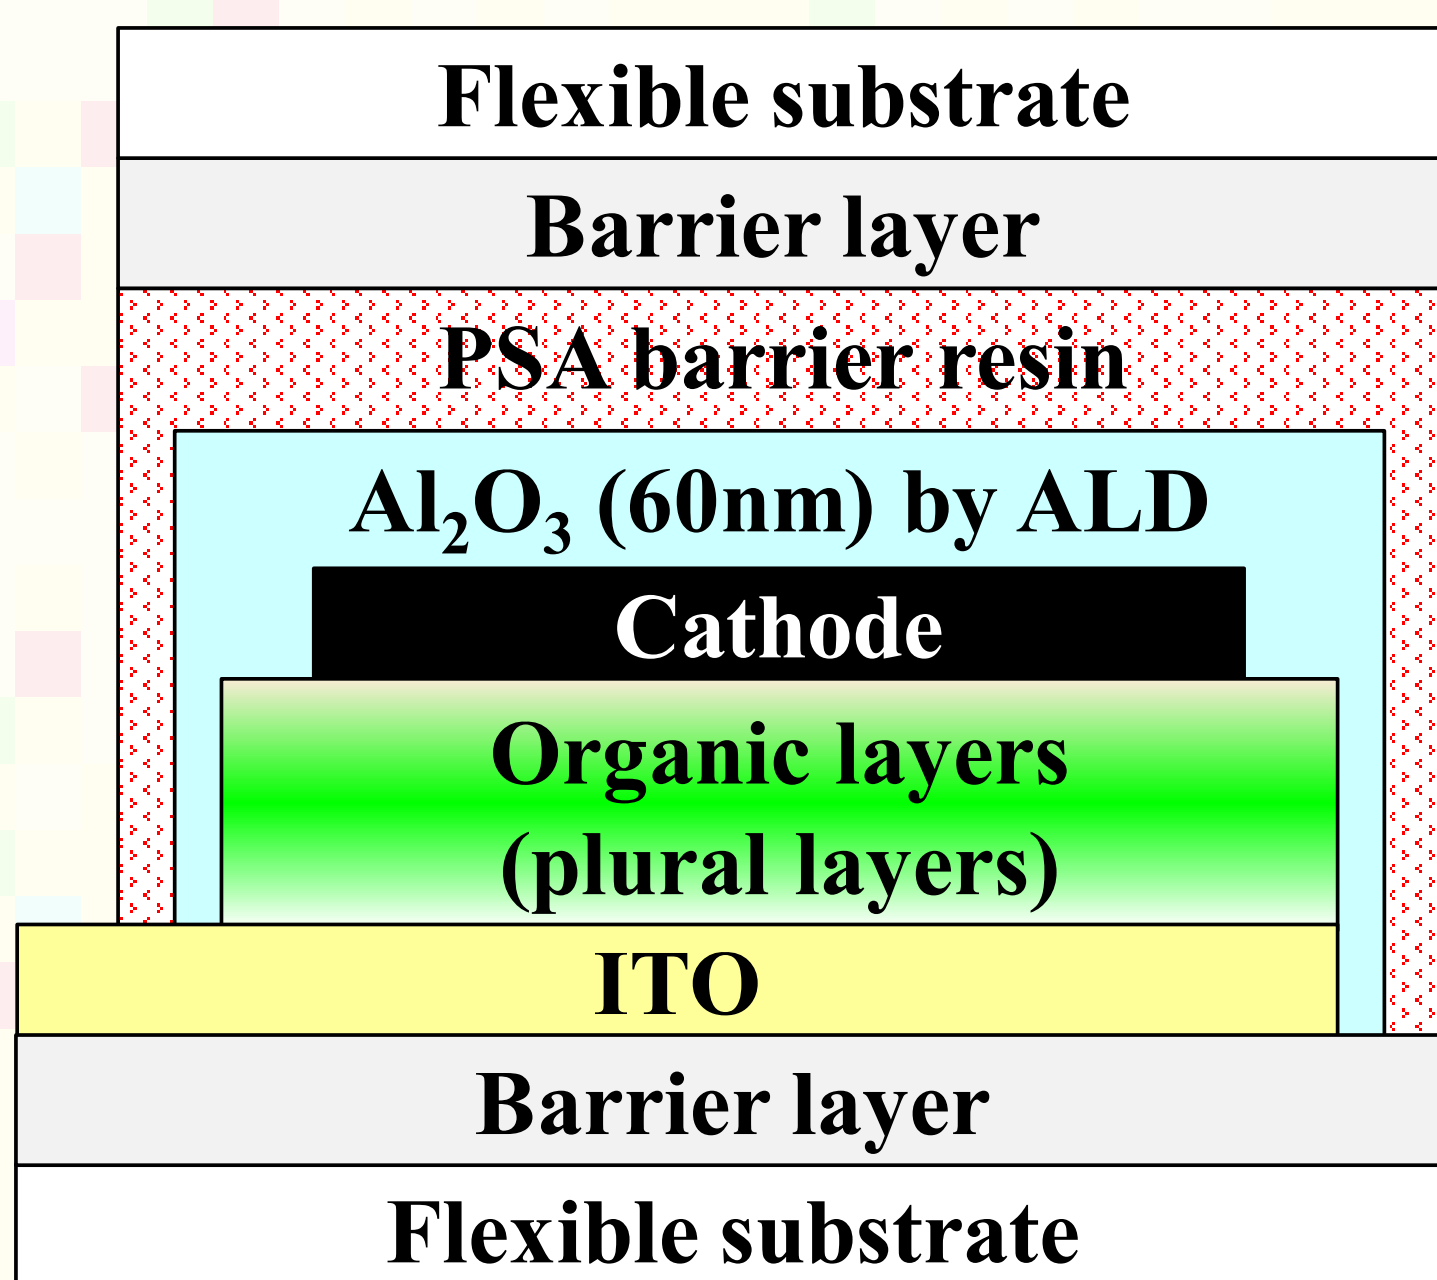 Flexible substrate
Barrier layer
PSA barrier resin
Al₂O₃ (60nm) by ALD
Cathode
Organic layers
(plural layers)
ITO
Barrier layer
Flexible substrate